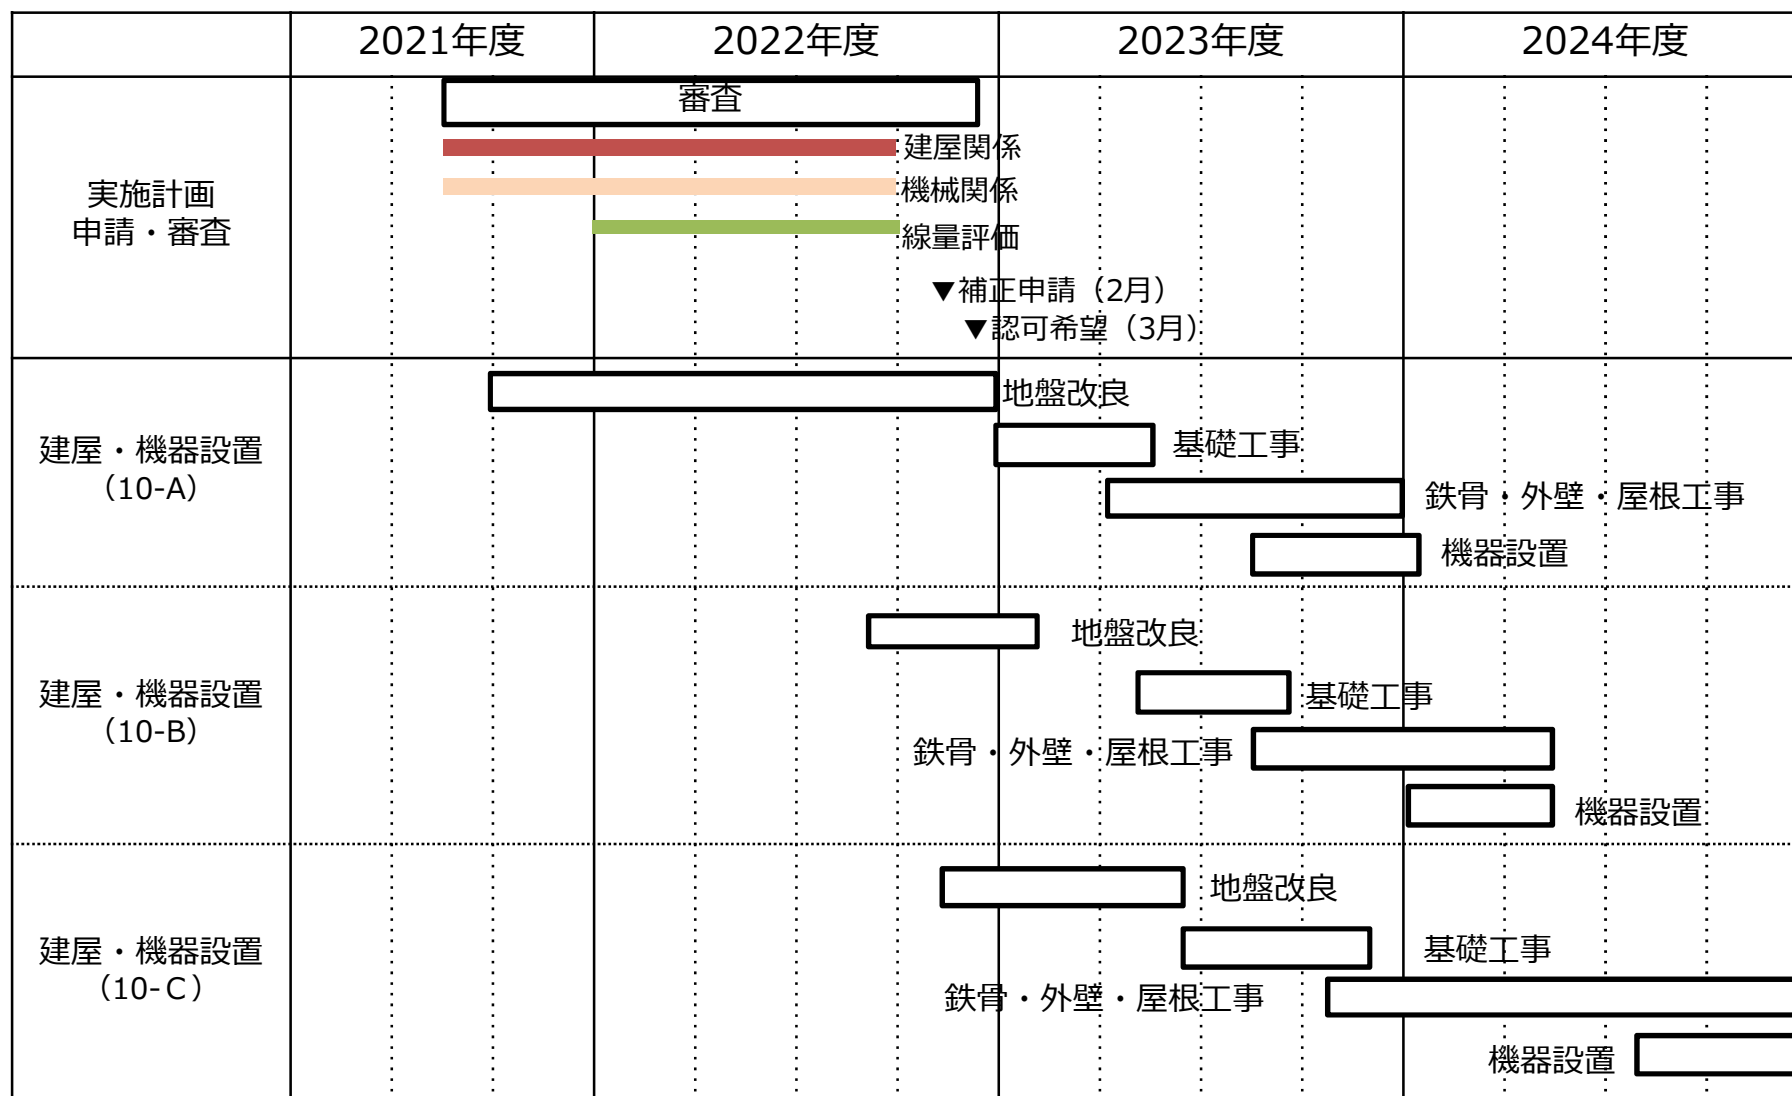 2021年度 2022年度 2023年度 2024年度
実施計画
申請・審査
審査
建屋関係
機械関係
線量評価
▼補正申請（2月）
▼認可希望（3月）
建屋・機器設置
（10-A）
地盤改良
基礎工事
鉄骨・外壁・屋根工事
機器設置
建屋・機器設置
（10-B）
地盤改良
基礎工事
鉄骨・外壁・屋根工事
機器設置
建屋・機器設置
（10-Ｃ）
地盤改良
基礎工事
鉄骨・外壁・屋根工事
機器設置